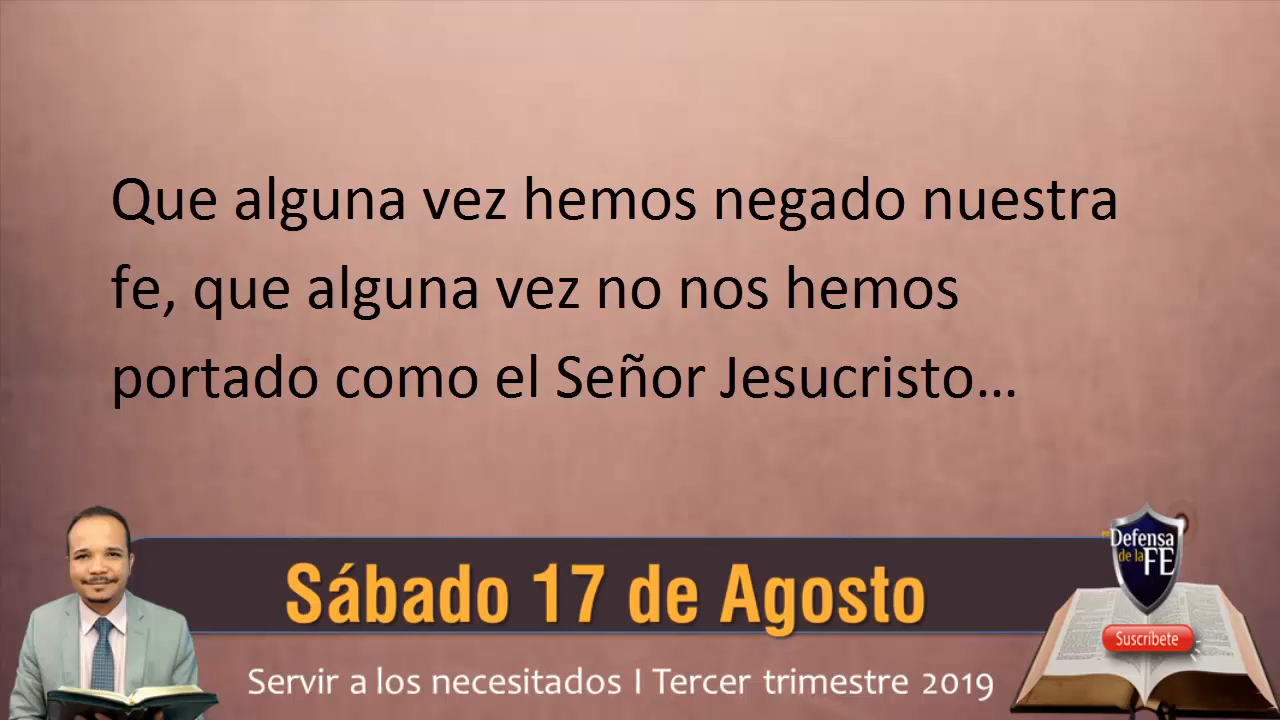 Que alguna vez hemos negado nuestra
fe, que alguna vez no nos hemos
portado como el Señor Jesucristo...
Defensa
de la
FE
Sábado 17 de Agosto
Suscríbete
Servir a los necesitados I Tercer trimestre 2019